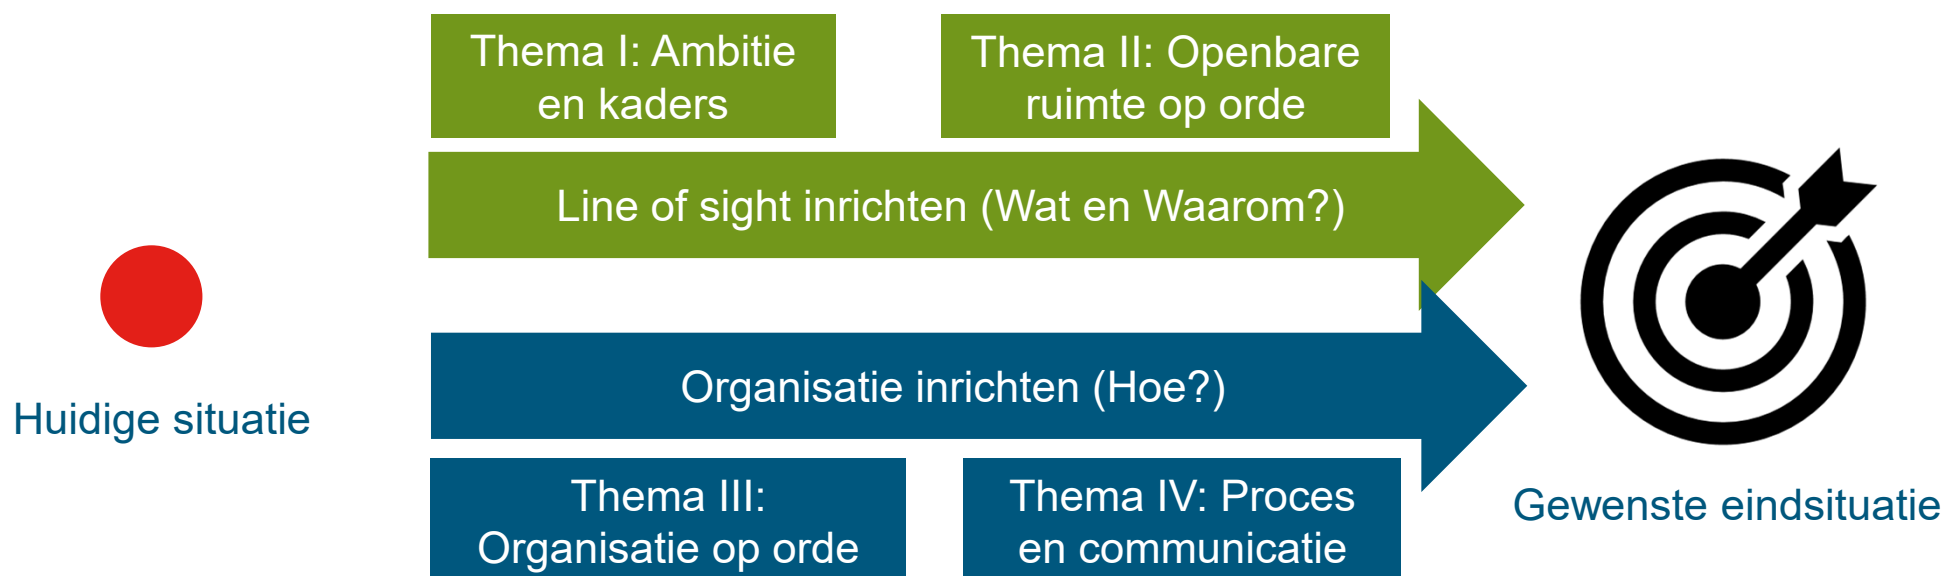 Thema I: Ambitie
en kaders
Thema II: Openbare
ruimte op orde
Line of sight inrichten (Wat en Waarom?)
Huidige situatie
Organisatie inrichten (Hoe?)
Thema III:
Organisatie op orde
Thema IV: Proces
en communicatie
Gewenste eindsituatie